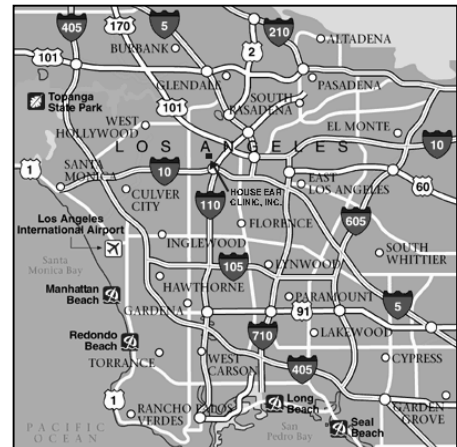 405
170
5
210
ALTADENA
BURBANK
2
101
GLENDALE
PASADENA
Topanga
State Park
101
SOUTH
PASADENA
WEST
HOLLYWOOD
EL MONTE
10
LOS ANGELES
1
SANTA
MONICA
10
CULVER
CITY
HOUSE EAR
CLINIC, INC.
EAST
LOS ANGELES
60
110
Los Angeles
International Airport
FLORENCE
605
INGLEWOOD
SOUTH
WHITTIER
Santa
Monica Bay
105
LYNWOOD
HAWTHORNE
Manhattan
Beach
GARDENA
PARAMOUNT
91
5
Redondo
Beach
710
LAKEWOOD
TORRANCE
WEST
CARSON
405
CYPRESS
1
RANCHO PALOS
VERDES
Long
Beach
GARDEN
GROVE
PACIFIC
OCEAN
San
Pedro Bay
Seal
Beach